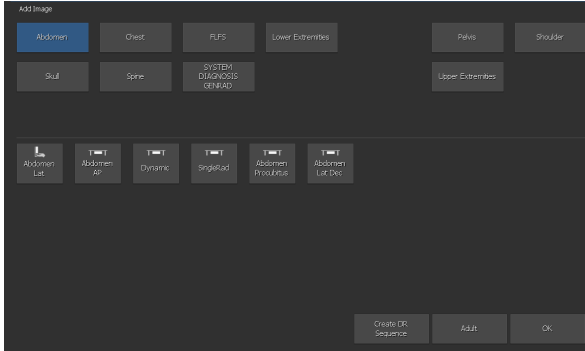 Add Image
Abdomen
Chest
FLFS
Lower Extremities
Pelvis
Shoulder
Skull
Spine
SYSTEM
DIAGNOSIS
GENRAD
Upper Extremities
Abdomen
Lat
Abdomen
AP
Dynamic
SingleRad
Abdomen
Procubitus
Abdomen
Lat Dec
Create DR
Sequence
Adult
OK